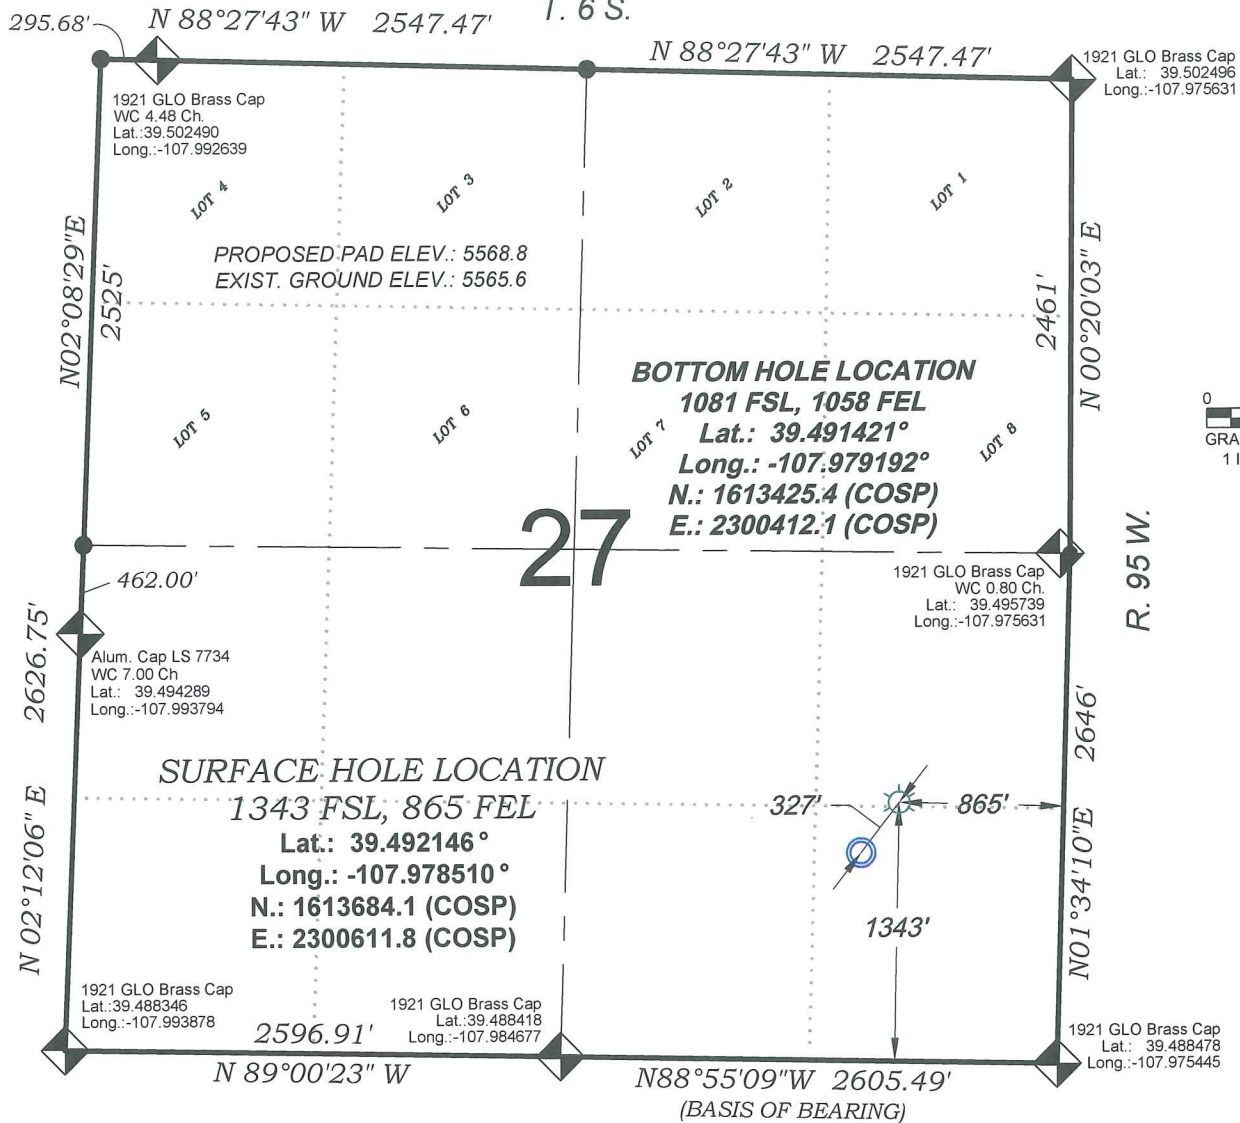 T. 6 S.
295.68'
N 88°27'43" W 2547.47'
N 88°27'43" W 2547.47'
1921 GLO Brass Cap
Lat.: 39.502496
Long.:-107.975631
1921 GLO Brass Cap
WC 4.48 Ch.
Lat.:39.502490
Long.:-107.992639
LOT 4
LOT 3
LOT 2
LOT 1
N02°08'29"E
2525'
PROPOSED PAD ELEV.: 5568.8
EXIST. GROUND ELEV.: 5565.6
2461'
N 00°20'03" E
BOTTOM HOLE LOCATION
1081 FSL, 1058 FEL
Lat.: 39.491421°
Long.: -107.979192°
N.: 1613425.4 (COSP)
E.: 2300412.1 (COSP)
LOT 5
LOT 6
LOT 7
LOT 8
0
1 I
27
R. 95 W.
462.00'
1921 GLO Brass Cap
WC 0.80 Ch.
Lat.: 39.495739
Long.:-107.975631
2626.75'
Alum. Cap LS 7734
WC 7.00 Ch
Lat.: 39.494289
Long.:-107.993794
2646'
SURFACE HOLE LOCATION
1343 FSL, 865 FEL
Lat.: 39.492146°
Long.: -107.978510°
N.: 1613684.1 (COSP)
E.: 2300611.8 (COSP)
327'
865'
1343'
N 02°12'06" E
N01°34'10"E
1921 GLO Brass Cap
Lat.:39.488346
Long.:-107.993878
2596.91'
N 89°00'23" W
1921 GLO Brass Cap
Lat.:39.488418
Long.:-107.984677
N88°55'09"W 2605.49'
(BASIS OF BEARING)
1921 GLO Brass Cap
Lat.: 39.488478
Long.:-107.975445